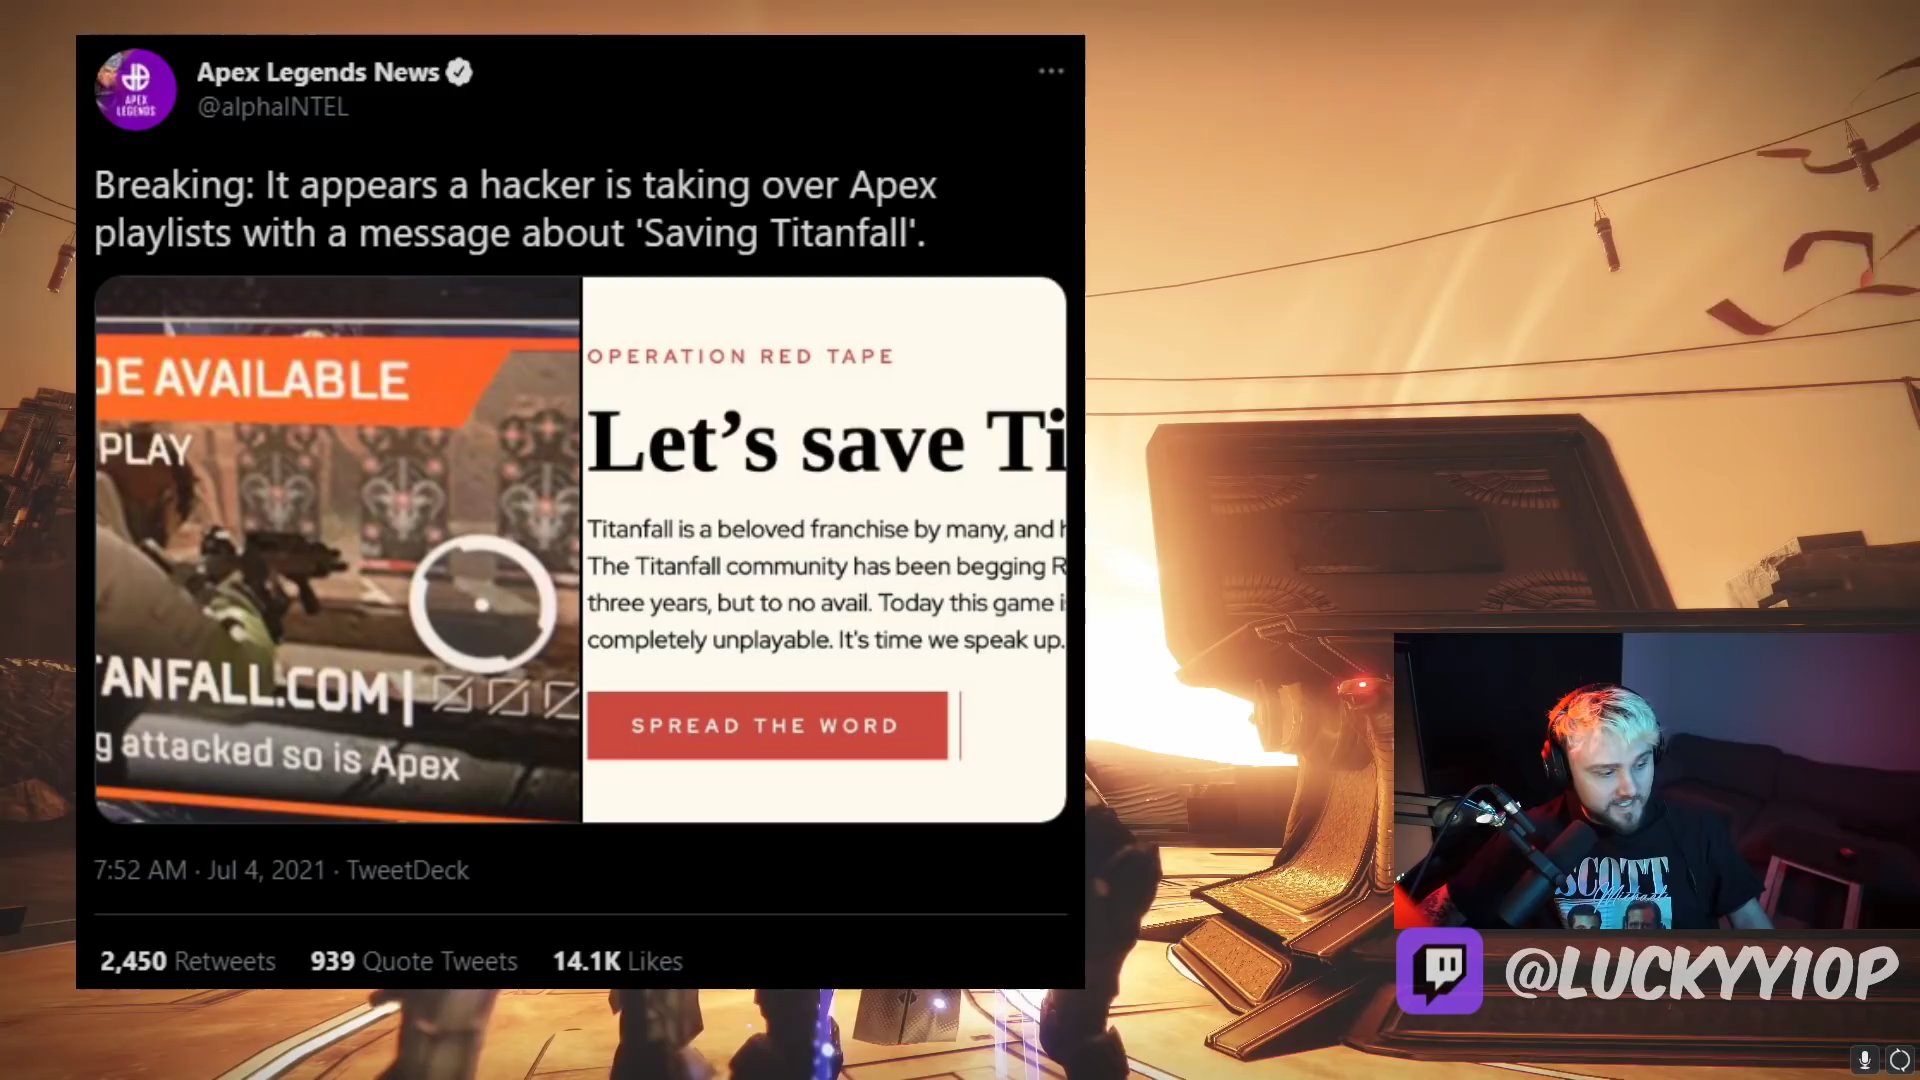 Apex Legends News
@alphaINTEL
APEX
LEGENDS
Breaking: It appears a hacker is taking over Apex
playlists with a message about 'Saving Titanfall'.
DE AVAILABLE
PLAY
TANFALL.COM |
g attacked so is Apex
OPERATION RED TAPE
Let's save Ti
Titanfall is a beloved franchise by many, and h
The Titanfall community has been begging R
three years, but to no avail. Today this game i
completely unplayable. It's time we speak up.
SPREAD THE WORD
7:52 AM · Jul 4, 2021 · TweetDeck
2,450 Retweets 939 Quote Tweets 14.1K Likes
SCOTT
Michael
@LUCKYY10P